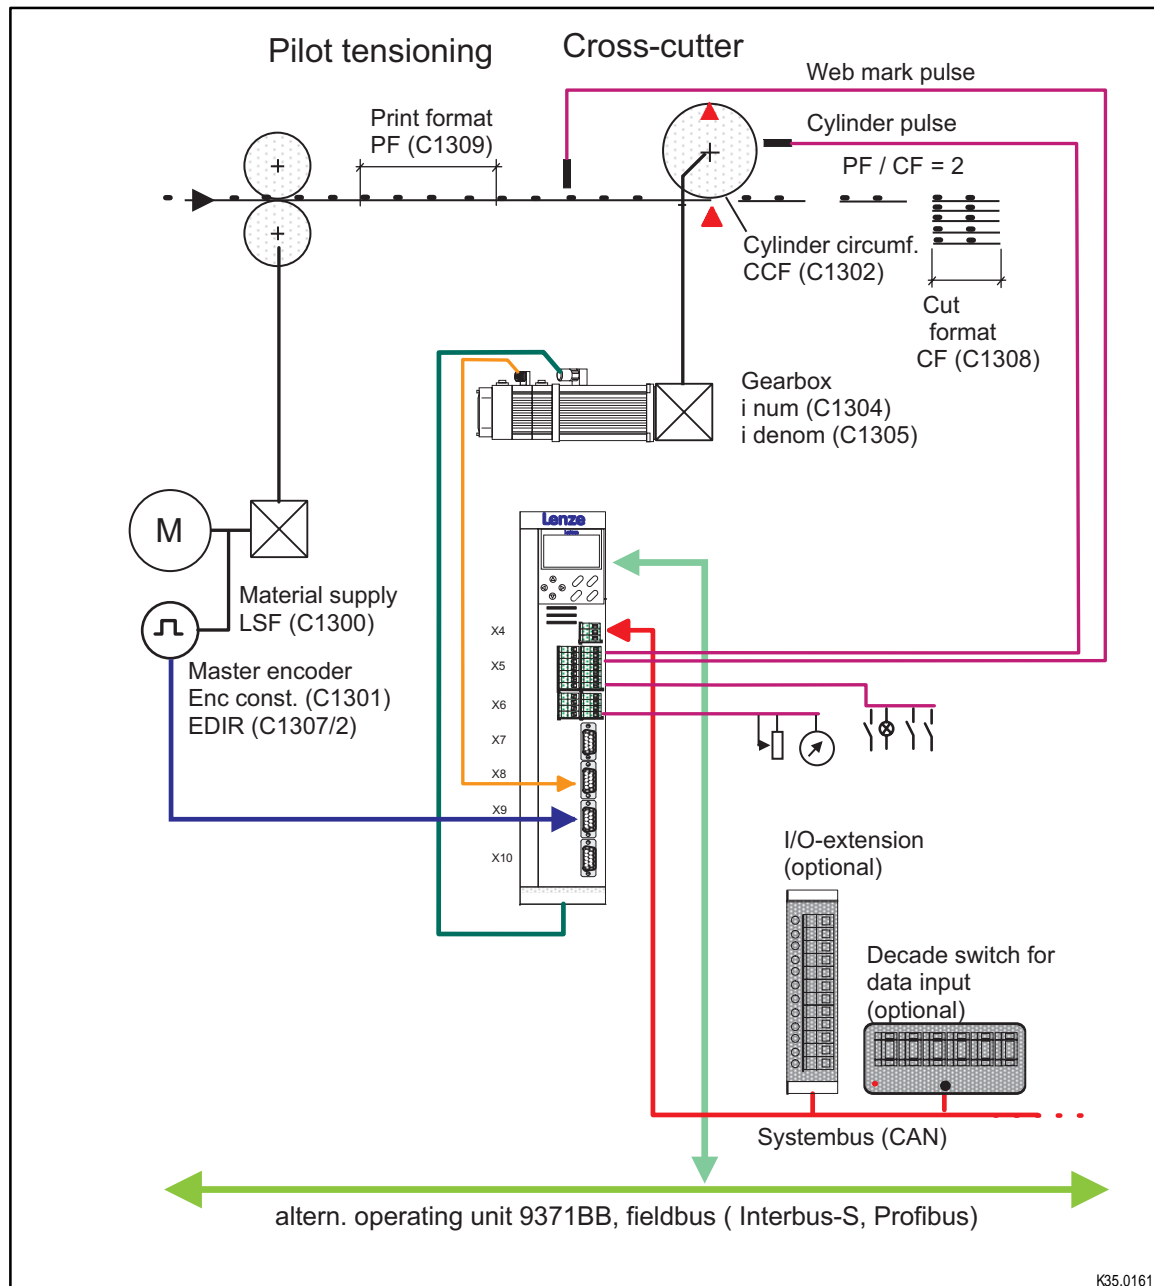 Pilot tensioning
Cross-cutter
Web mark pulse
Print format
PF (C1309)
Cylinder pulse
PF / CF = 2
Cylinder circumf.
CCF (C1302)
Cut
format
CF (C1308)
Gearbox
i num (C1304)
i denom (C1305)
M
Lenze
Material supply
LSF (C1300)
Master encoder
Enc const. (C1301)
EDIR (C1307/2)
X4
X5
X6
X7
X8
X9
X10
I/O-extension
(optional)
Decade switch for
data input
(optional)
Systembus (CAN)
altern. operating unit 9371BB, fieldbus ( Interbus-S, Profibus)
K35.0161